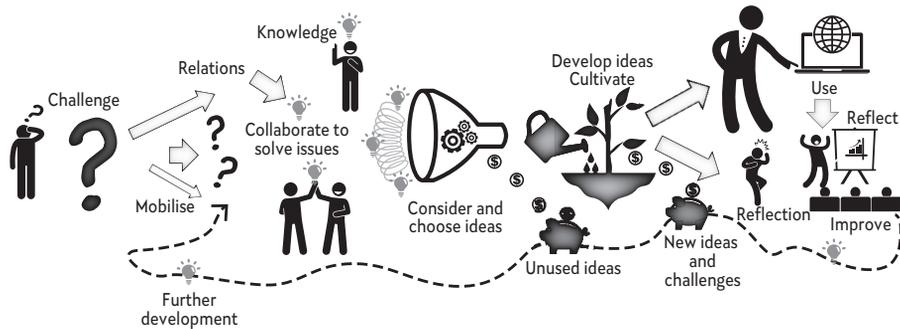 Challenge
Mobilise
Relations
Knowledge
Collaborate to
solve issues
Consider and
choose ideas
Develop ideas
Cultivate
Use
Reflect
Reflection
Improve
New ideas
and
challenges
Unused ideas
Further
development